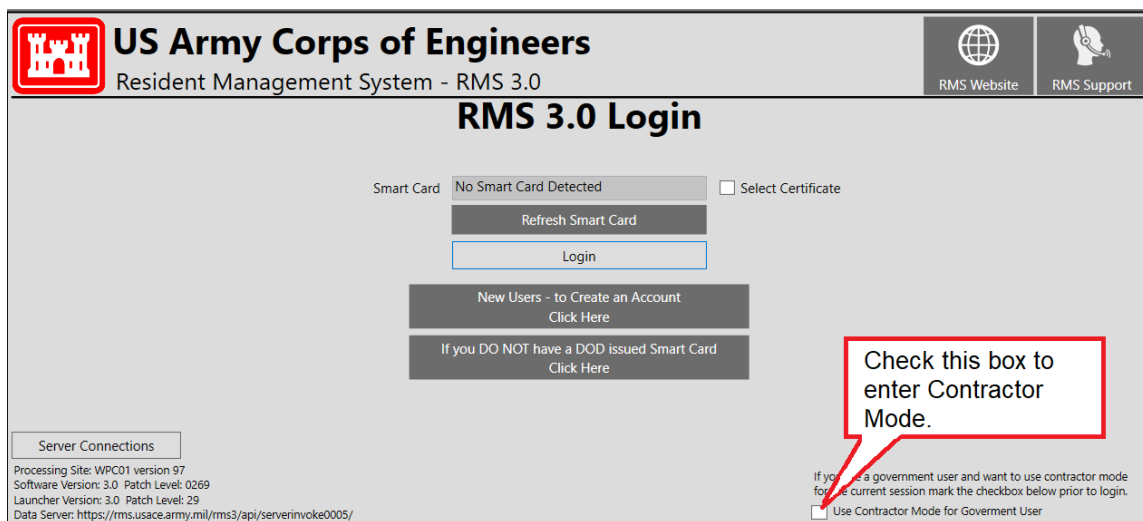 US Army Corps of Engineers
Resident Management System - RMS 3.0
RMS Website
RMS Support
RMS 3.0 Login
Smart Card
No Smart Card Detected
Select Certificate
Refresh Smart Card
Login
New Users - to Create an Account
Click Here
If you DO NOT have a DOD issued Smart Card
Click Here
Check this box to
enter Contractor
Mode.
Server Connections
Processing Site: WPC01 version 97
Software Version: 3.0 Patch Level: 0269
Launcher Version: 3.0 Patch Level: 29
Data Server: https://rms.usace.army.mil/rms3/api/serverinvoke0005/
If you a government user and want to use contractor mode
for current session mark the checkbox below prior to login.
Use Contractor Mode for Goverment User